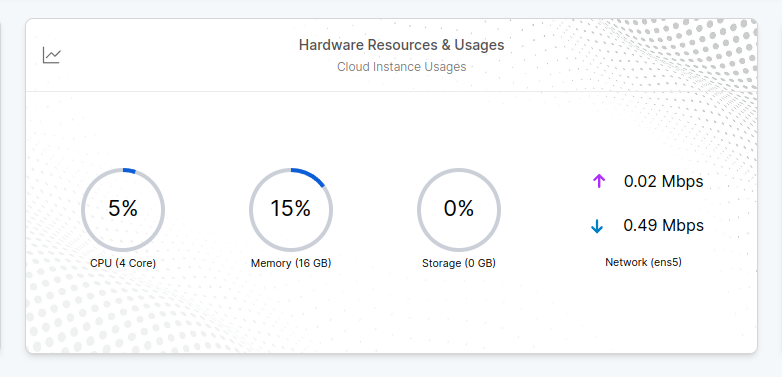 Hardware Resources & Usages
Cloud Instance Usages
5%
CPU (4 Core)
15%
Memory (16 GB)
0%
Storage (0 GB)
0.02 Mbps
0.49 Mbps
Network (ens5)